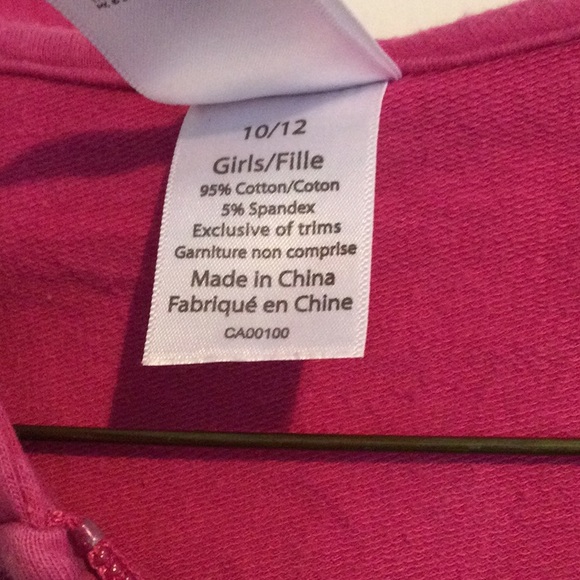 10/12
Girls/Fille
95% Cotton/Coton
5% Spandex
Exclusive of trims
Garniture non comprise
Made in China
Fabriqué en Chine
CA00100